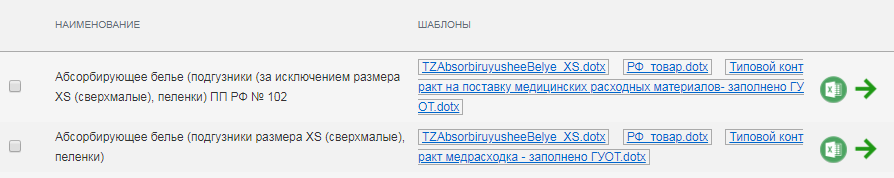 НАИМЕНОВАНИЕ ШАБЛОНЫ
Абсорбирующее белье (подгузники (за исключением размера
XS (сверхмалые), пеленки) ПП РФ № 102
TZAbsorbiruyusheeBelye_XS.dotx РФ_товар.dotx Типовой конт
ракт на поставку медицинских расходных материалов- заполнено ГУ
ОТ.dotx
Абсорбирующее белье (подгузники размера XS (сверхмалые),
пеленки)
TZAbsorbiruyusheeBelye_XS.dotx РФ_товар.dotx Типовой конт
ракт медрасходка - заполнено ГУОТ.dotx